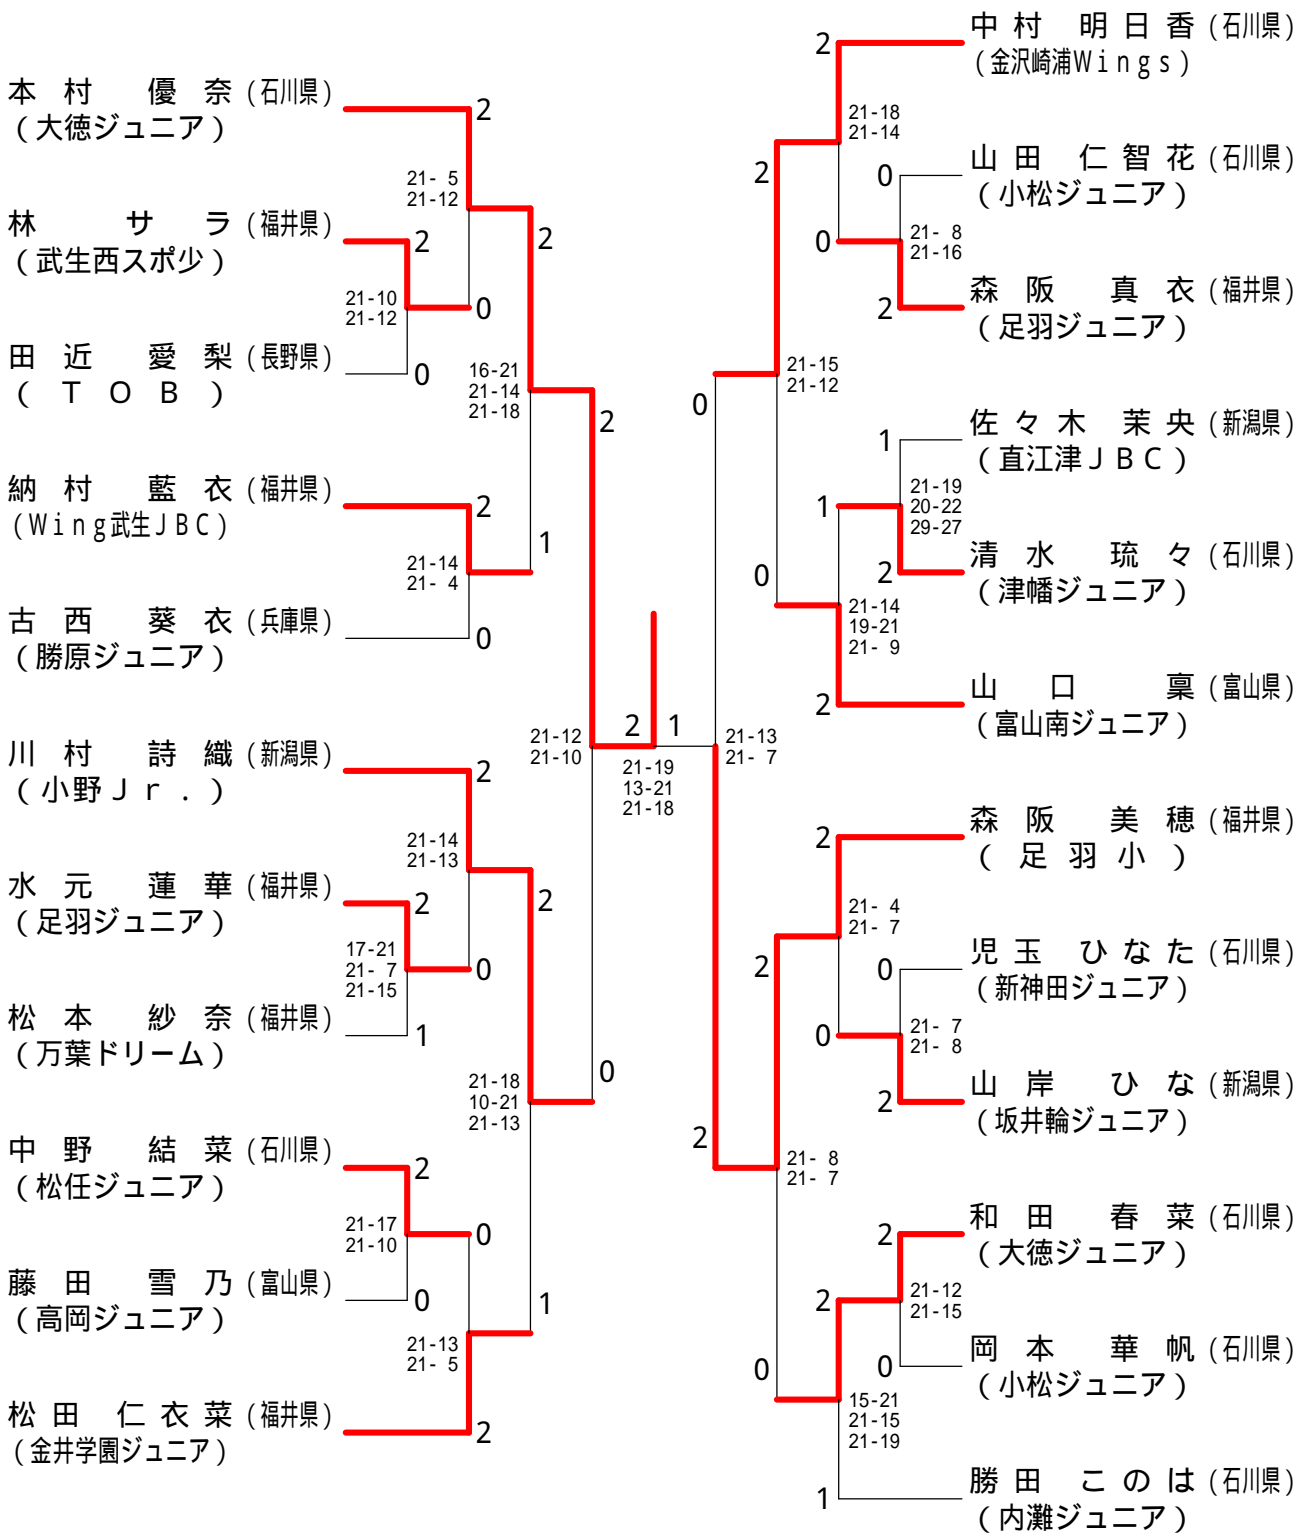 本村 優奈(石川県)
(大徳ジュニア)
2
21- 5
21-12
林 サラ(福井県)
(武生西スポ少)
2
2
21-10
21-12
0
田近 愛梨(長野県)
(TOB)
0
16-21
21-14
21-18
2
納村 藍衣(福井県)
(Wing武生JBC)
2
1
21-14
21- 4
古西 葵衣(兵庫県)
(勝原ジュニア)
0
21-12
21-10
川村 詩織(新潟県)
(小野Jr.)
2
21-14
21-13
水元 蓮華(福井県)
(足羽ジュニア)
2
2
17-21
21- 7
21-15
0
松本 紗奈(福井県)
(万葉ドリーム)
1
21-18
10-21
21-13
0
中野 結菜(石川県)
(松任ジュニア)
2
21-17
21-10
0
藤田 雪乃(富山県)
(高岡ジュニア)
0
1
21-13
21- 5
松田 仁衣菜(福井県)
(金井学園ジュニア)
2
2
1
21-19
13-21
21-18
中村 明日香(石川県)
(金沢崎浦Wings)
2
21-18
21-14
山田 仁智花(石川県)
(小松ジュニア)
0
2
21- 8
21-16
0
森阪 真衣(福井県)
(足羽ジュニア)
2
21-15
21-12
0
佐々木 茉央(新潟県)
(直江津JBC)
1
21-19
20-22
29-27
1
清水 琉々(石川県)
(津幡ジュニア)
2
0
21-14
19-21
21- 9
山口 稟(富山県)
(富山南ジュニア)
2
21-13
21- 7
森阪 美穂(福井県)
(足羽小)
2
21- 4
21- 7
児玉 ひなた(石川県)
(新神田ジュニア)
0
2
21- 7
21- 8
0
山岸 ひな(新潟県)
(坂井輪ジュニア)
2
2
21- 8
21- 7
和田 春菜(石川県)
(大徳ジュニア)
2
21-12
21-15
2
岡本 華帆(石川県)
(小松ジュニア)
0
0
15-21
21-15
21-19
勝田 このは(石川県)
(内灘ジュニア)
1